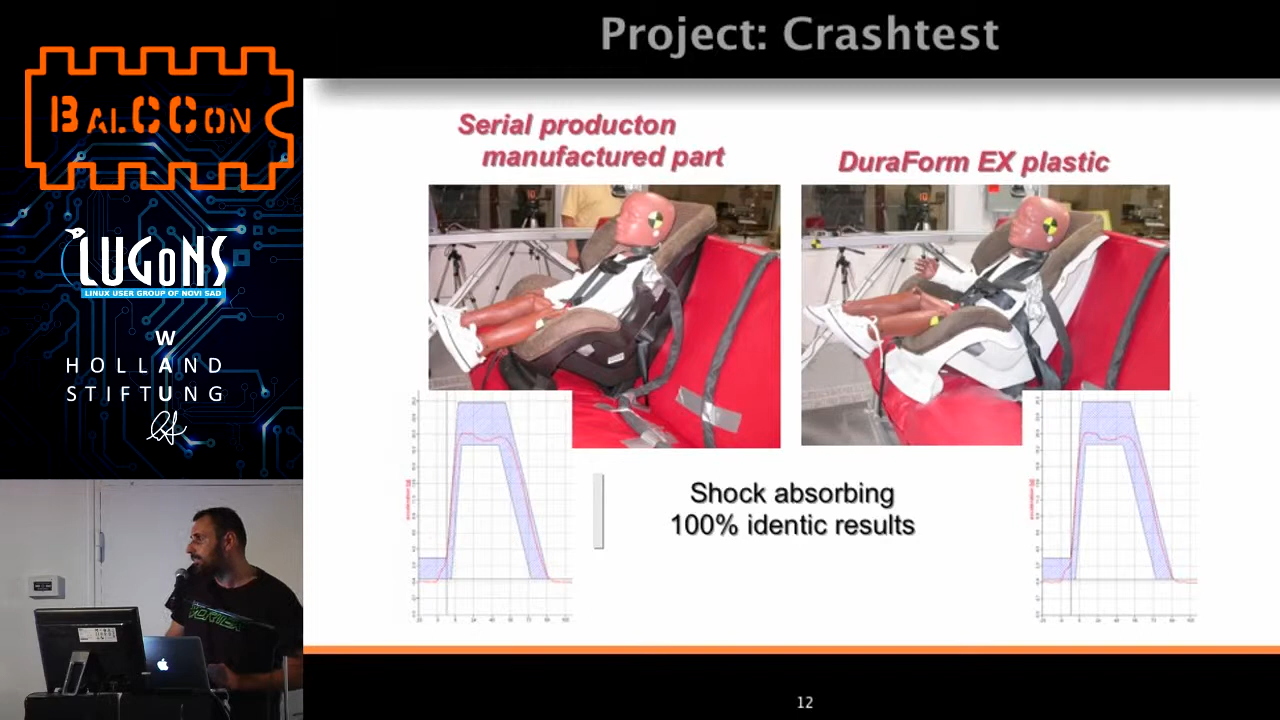 Project: Crashtest
BALCCON
LUGONS
LINUX USER GROUP OF NOVI SAD
W
HOLLAND
A
STIFTUNG
U
Serial producton
manufactured part
DuraForm EX plastic
Shock absorbing
100% identic results
12